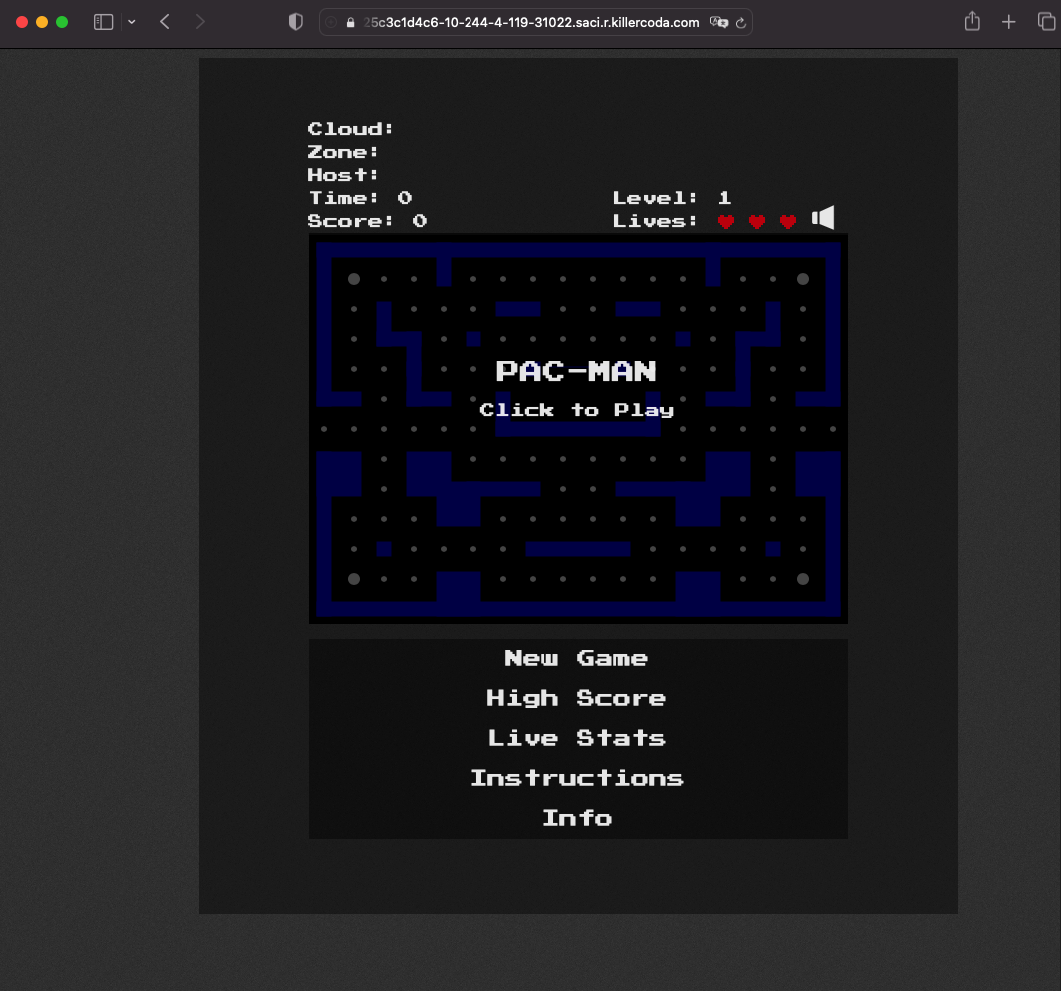 25c3c1d4c6-10-244-4-119-31022.saci.r.killercoda.com
Cloud:
Zone:
Host:
Time: 0 Level: 1
Score: 0 Lives:
PAC-MAN
Click to Play
New Game
High Score
Live Stats
Instructions
Info